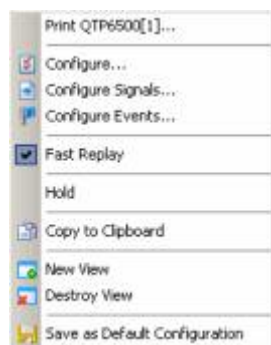 Print QTP6500[1]...
Configure...
Configure Signals...
Configure Events...
Fast Replay
Hold
Copy to Clipboard
New View
Destroy View
Save as Default Configuration